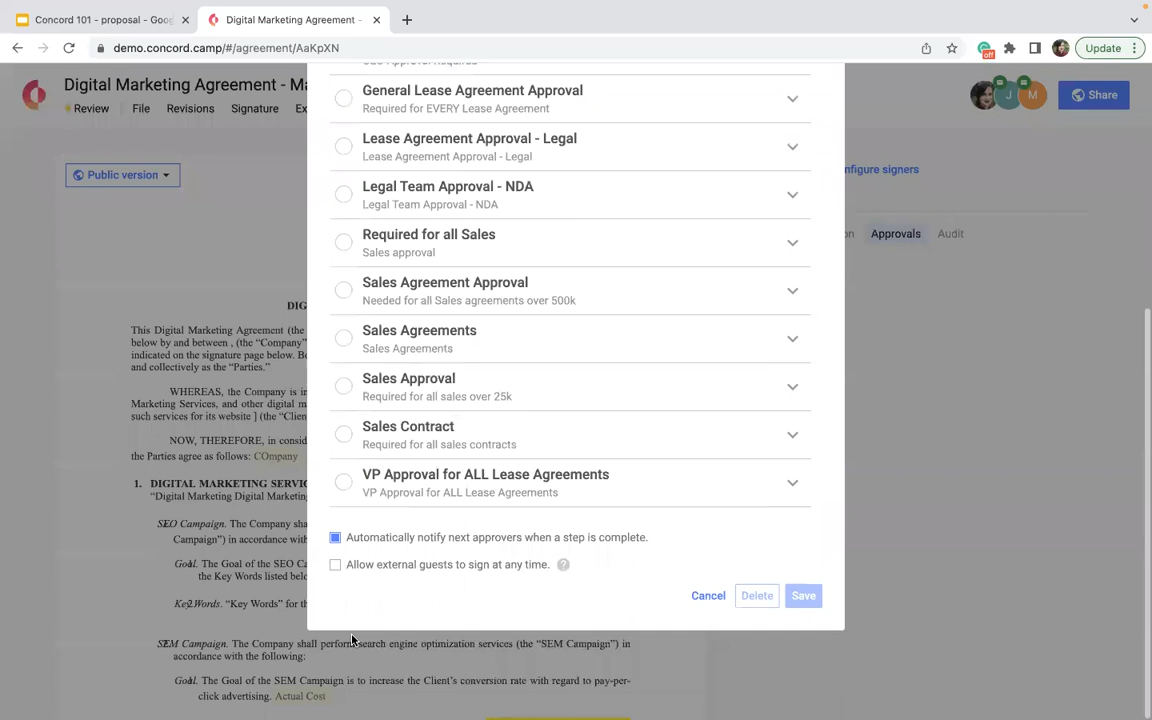 Concord 101 - proposal - Goo
Digital Marketing Agreement -
demo.concord.camp/#/agreement/AaKpXN
off
Update
Digital Marketing Agreement - Ma
Review File Revisions Signature Ex
J M
Share
Public version
General Lease Agreement Approval
Required for EVERY Lease Agreement
Lease Agreement Approval - Legal
Lease Agreement Approval - Legal
Legal Team Approval - NDA
Legal Team Approval - NDA
Required for all Sales
Sales approval
Sales Agreement Approval
Needed for all Sales agreements over 500k
Sales Agreements
Sales Agreements
Sales Approval
Required for all sales over 25k
Sales Contract
Required for all sales contracts
VP Approval for ALL Lease Agreements
VP Approval for ALL Lease Agreements
Automatically notify next approvers when a step is complete.
Allow external guests to sign at any time. ?
Cancel Delete Save
nfigure signers
on Approvals Audit
DIG
This Digital Marketing Agreement (the
below by and between , (the “Company”
indicated on the signature page below. Bo
and collectively as the “Parties.”
WHEREAS, the Company is in
Marketing Services, and other digital m
such services for its website ] (the “Clien
NOW, THEREFORE, in consid
the Parties agree as follows: COmpany
1. DIGITAL MARKETING SERVIC
“Digital Marketing Digital Marketing
SEO Campaign. The Company sha
Campaign”) in accordance with
Goal. The Goal of the SEO Ca
the Key Words listed below
Key Words. “Key Words” for th
SEM Campaign. The Company shall perform search engine optimization services (the “SEM Campaign”) in
accordance with the following:
Goal. The Goal of the SEM Campaign is to increase the Client’s conversion rate with regard to pay-per-
click advertising. Actual Cost